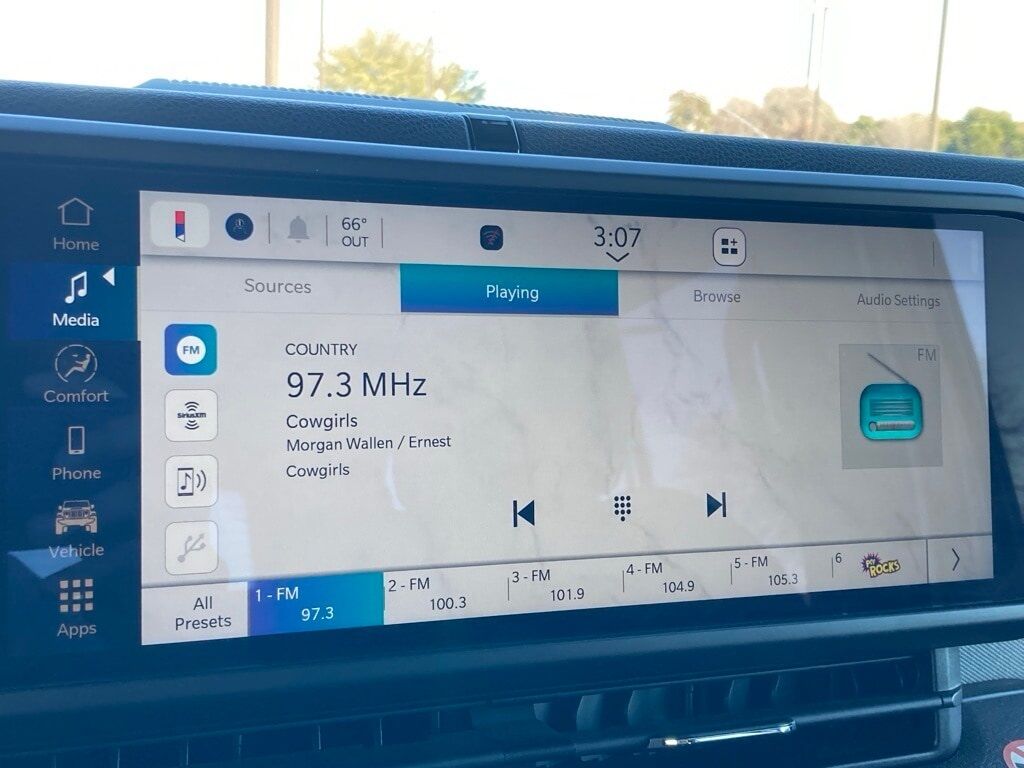 Home
Media
Comfort
Phone
Vehicle
Apps
66°
OUT
3:07
Sources
Playing
Browse
Audio Settings
FM
SiriusXM
COUNTRY
97.3 MHz
Cowgirls
Morgan Wallen / Ernest
Cowgirls
FM
All
Presets
1 - FM
97.3
2 - FM
100.3
3 - FM
101.9
4 - FM
104.9
5 - FM
105.3
6
ROCKS